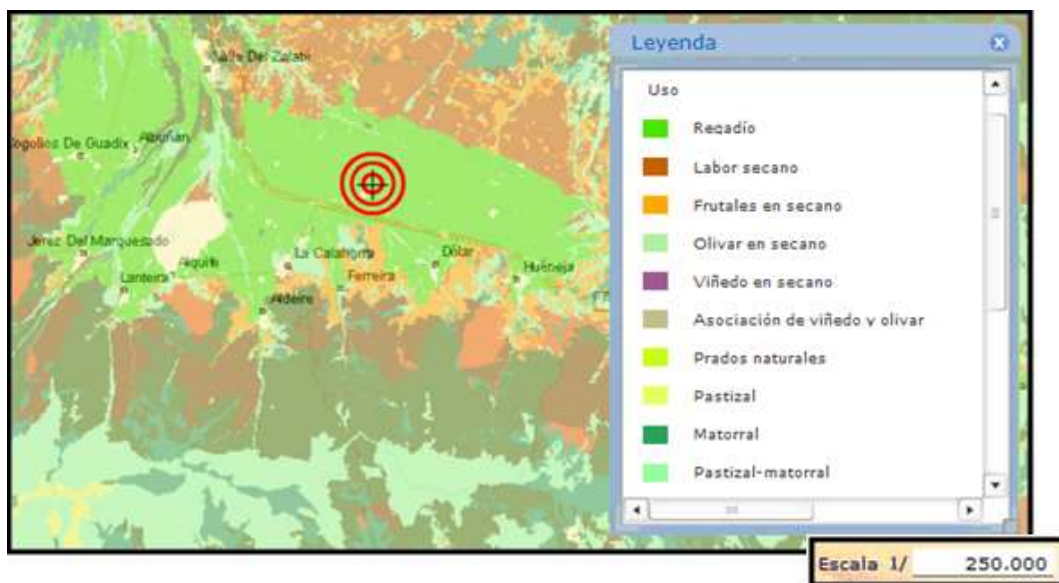 Valle Del Zalabí
Cogollos De Guadix
Albuñán
Jerez Del Marquesado
Lanteira
Alquife
La Calahorra
Aldeire
Ferreira
Dólar
Huéneja
Leyenda
Uso
Regadío
Labor secano
Frutales en secano
Olivar en secano
Viñedo en secano
Asociación de viñedo y olivar
Prados naturales
Pastizal
Matorral
Pastizal-matorral
Escala 1/ 250.000